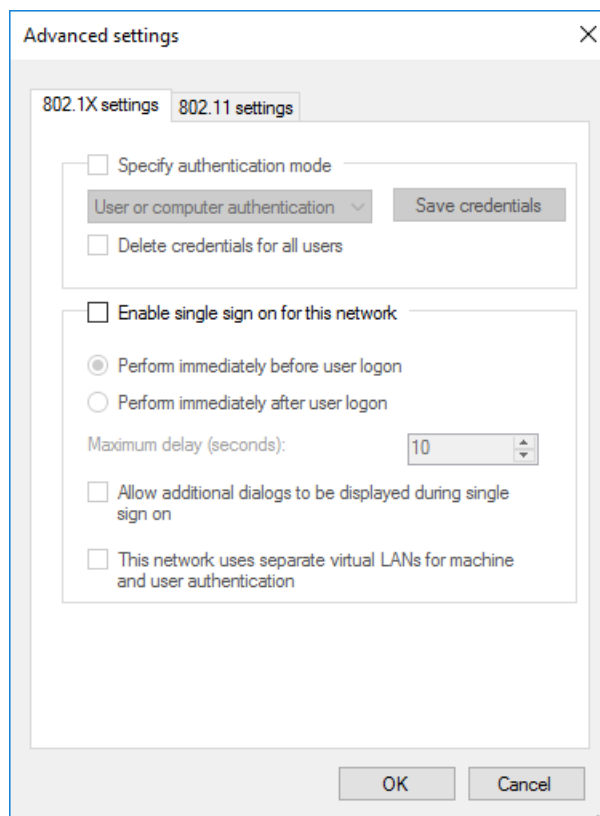 Advanced settings
802.1X settings
802.11 settings
Specify authentication mode
User or computer authentication
Save credentials
Delete credentials for all users
Enable single sign on for this network
Perform immediately before user logon
Perform immediately after user logon
Maximum delay (seconds):
10
Allow additional dialogs to be displayed during single
sign on
This network uses separate virtual LANs for machine
and user authentication
OK
Cancel